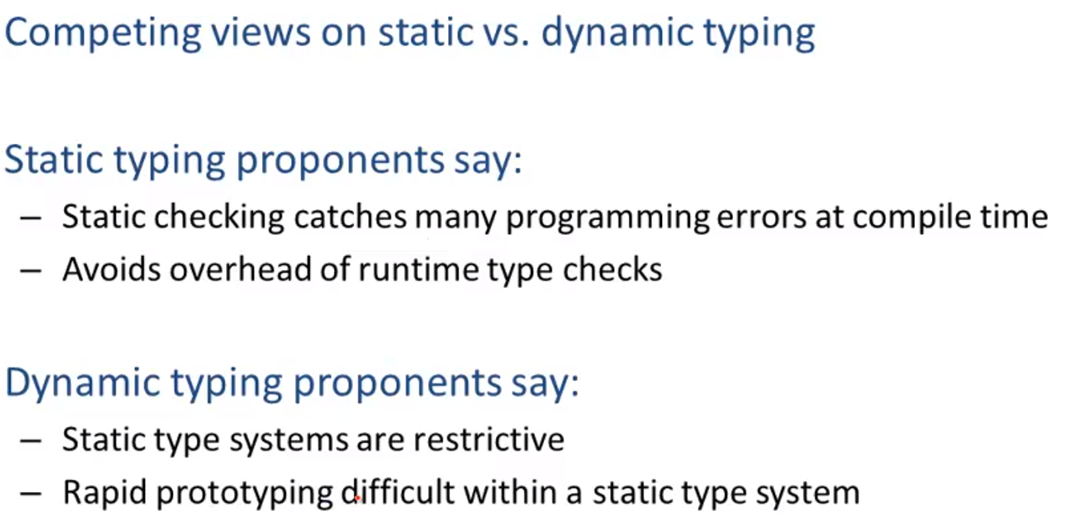 Competing views on static vs. dynamic typing
Static typing proponents say:
– Static checking catches many programming errors at compile time
– Avoids overhead of runtime type checks
Dynamic typing proponents say:
– Static type systems are restrictive
– Rapid prototyping difficult within a static type system